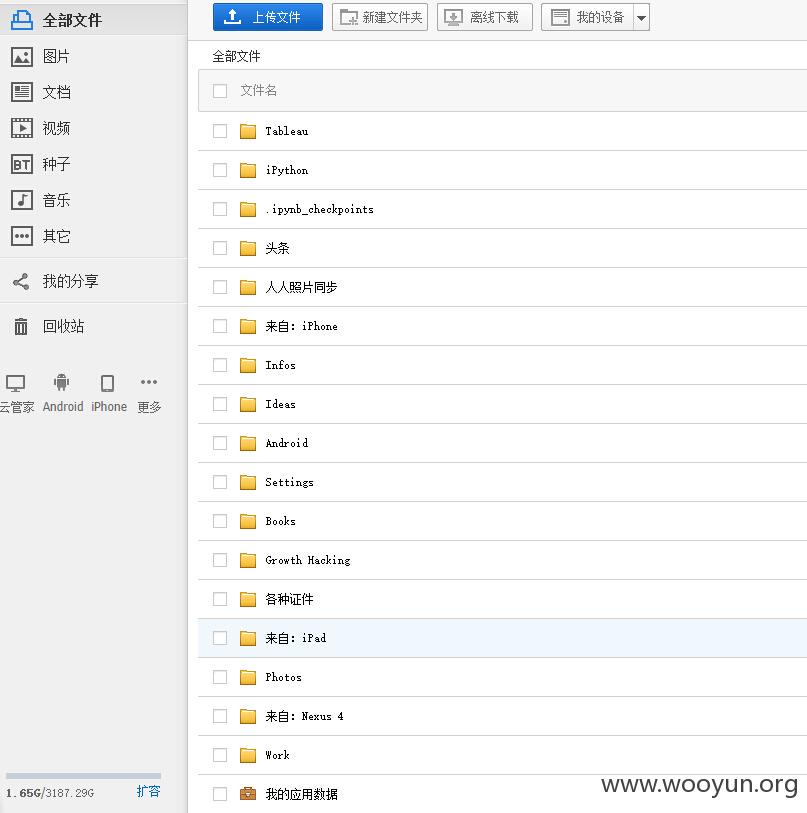 全部文件
图片
文档
视频
种子
音乐
其它
我的分享
回收站
云管家 Android iPhone 更多
1.65G/3187.29G 扩容
上传文件 新建文件夹 离线下载 我的设备
全部文件
文件名
Tableau
iPython
.ipynb_checkpoints
头条
人人照片同步
来自：iPhone
Infos
Ideas
Android
Settings
Books
Growth Hacking
各种证件
来自：iPad
Photos
来自：Nexus 4
Work
我的应用数据
BT
www.wooyun.org